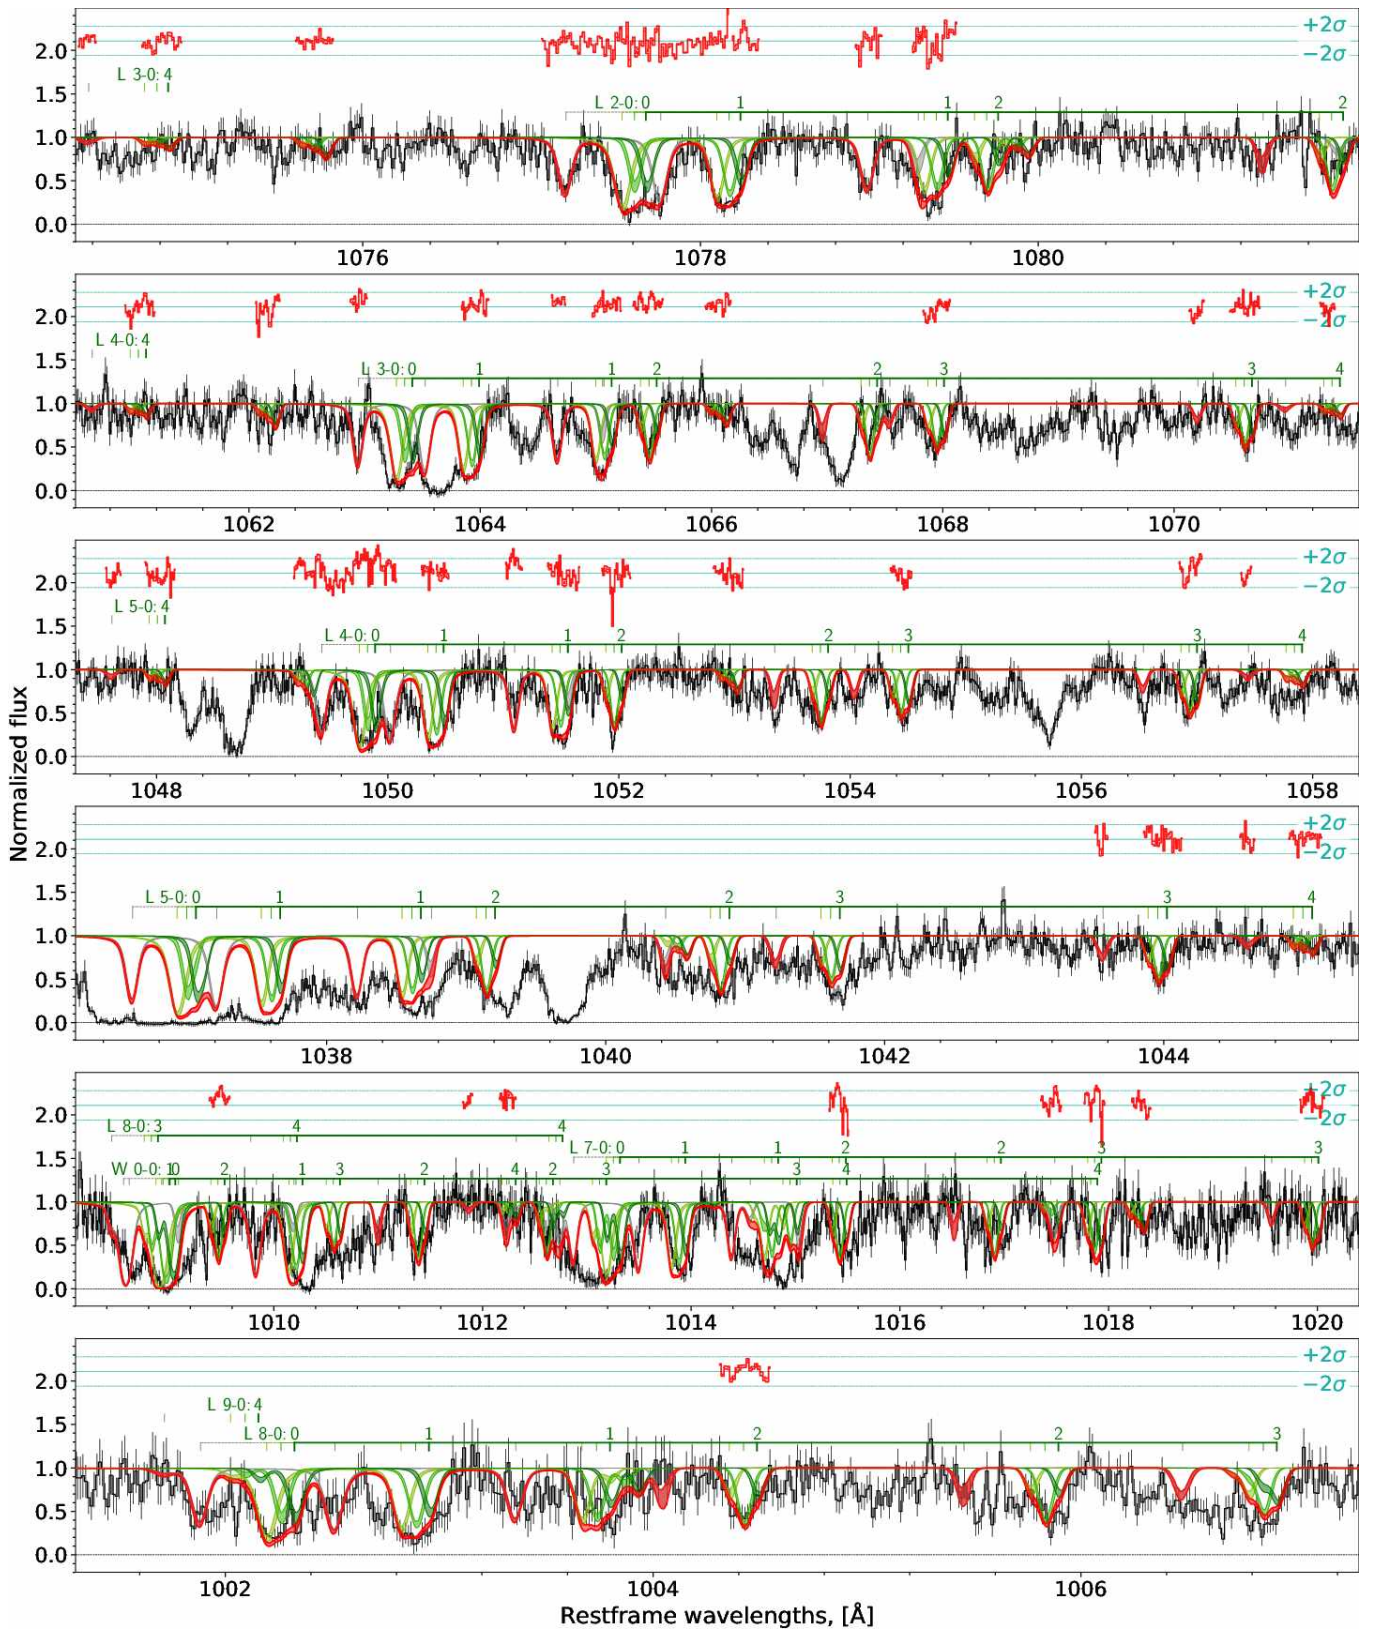 +2σ
2.0
−2σ
L 3-0: 4
1.5
L 2-0: 0 1 1 2 2
1.0
0.5
0.0
1076 1078 1080
+2σ
2.0
−2σ
L 4-0: 4
1.5
L 3-0: 0 1 1 2 2 3 3 4
1.0
0.5
0.0
1062 1064 1066 1068 1070
+2σ
2.0
−2σ
L 5-0: 4
1.5
L 4-0: 0 1 1 2 2 3 3 4
1.0
0.5
0.0
1048 1050 1052 1054 1056 1058
Normalized flux
+2σ
2.0
−2σ
1.5
L 5-0: 0 1 1 2 2 3 3 4
1.0
0.5
0.0
1038 1040 1042 1044
+2σ
2.0
−2σ
L 8-0: 3 4 4
1.5
L 7-0: 0 1 1 2 2 3 3
W 0-0: 1 0 2 1 3 2 4 2 3 3 4 4
1.0
0.5
0.0
1010 1012 1014 1016 1018 1020
+2σ
2.0
−2σ
L 9-0: 4
1.5
L 8-0: 0 1 1 2 2 3
1.0
0.5
0.0
1002 1004 1006
Restframe wavelengths, [Å]